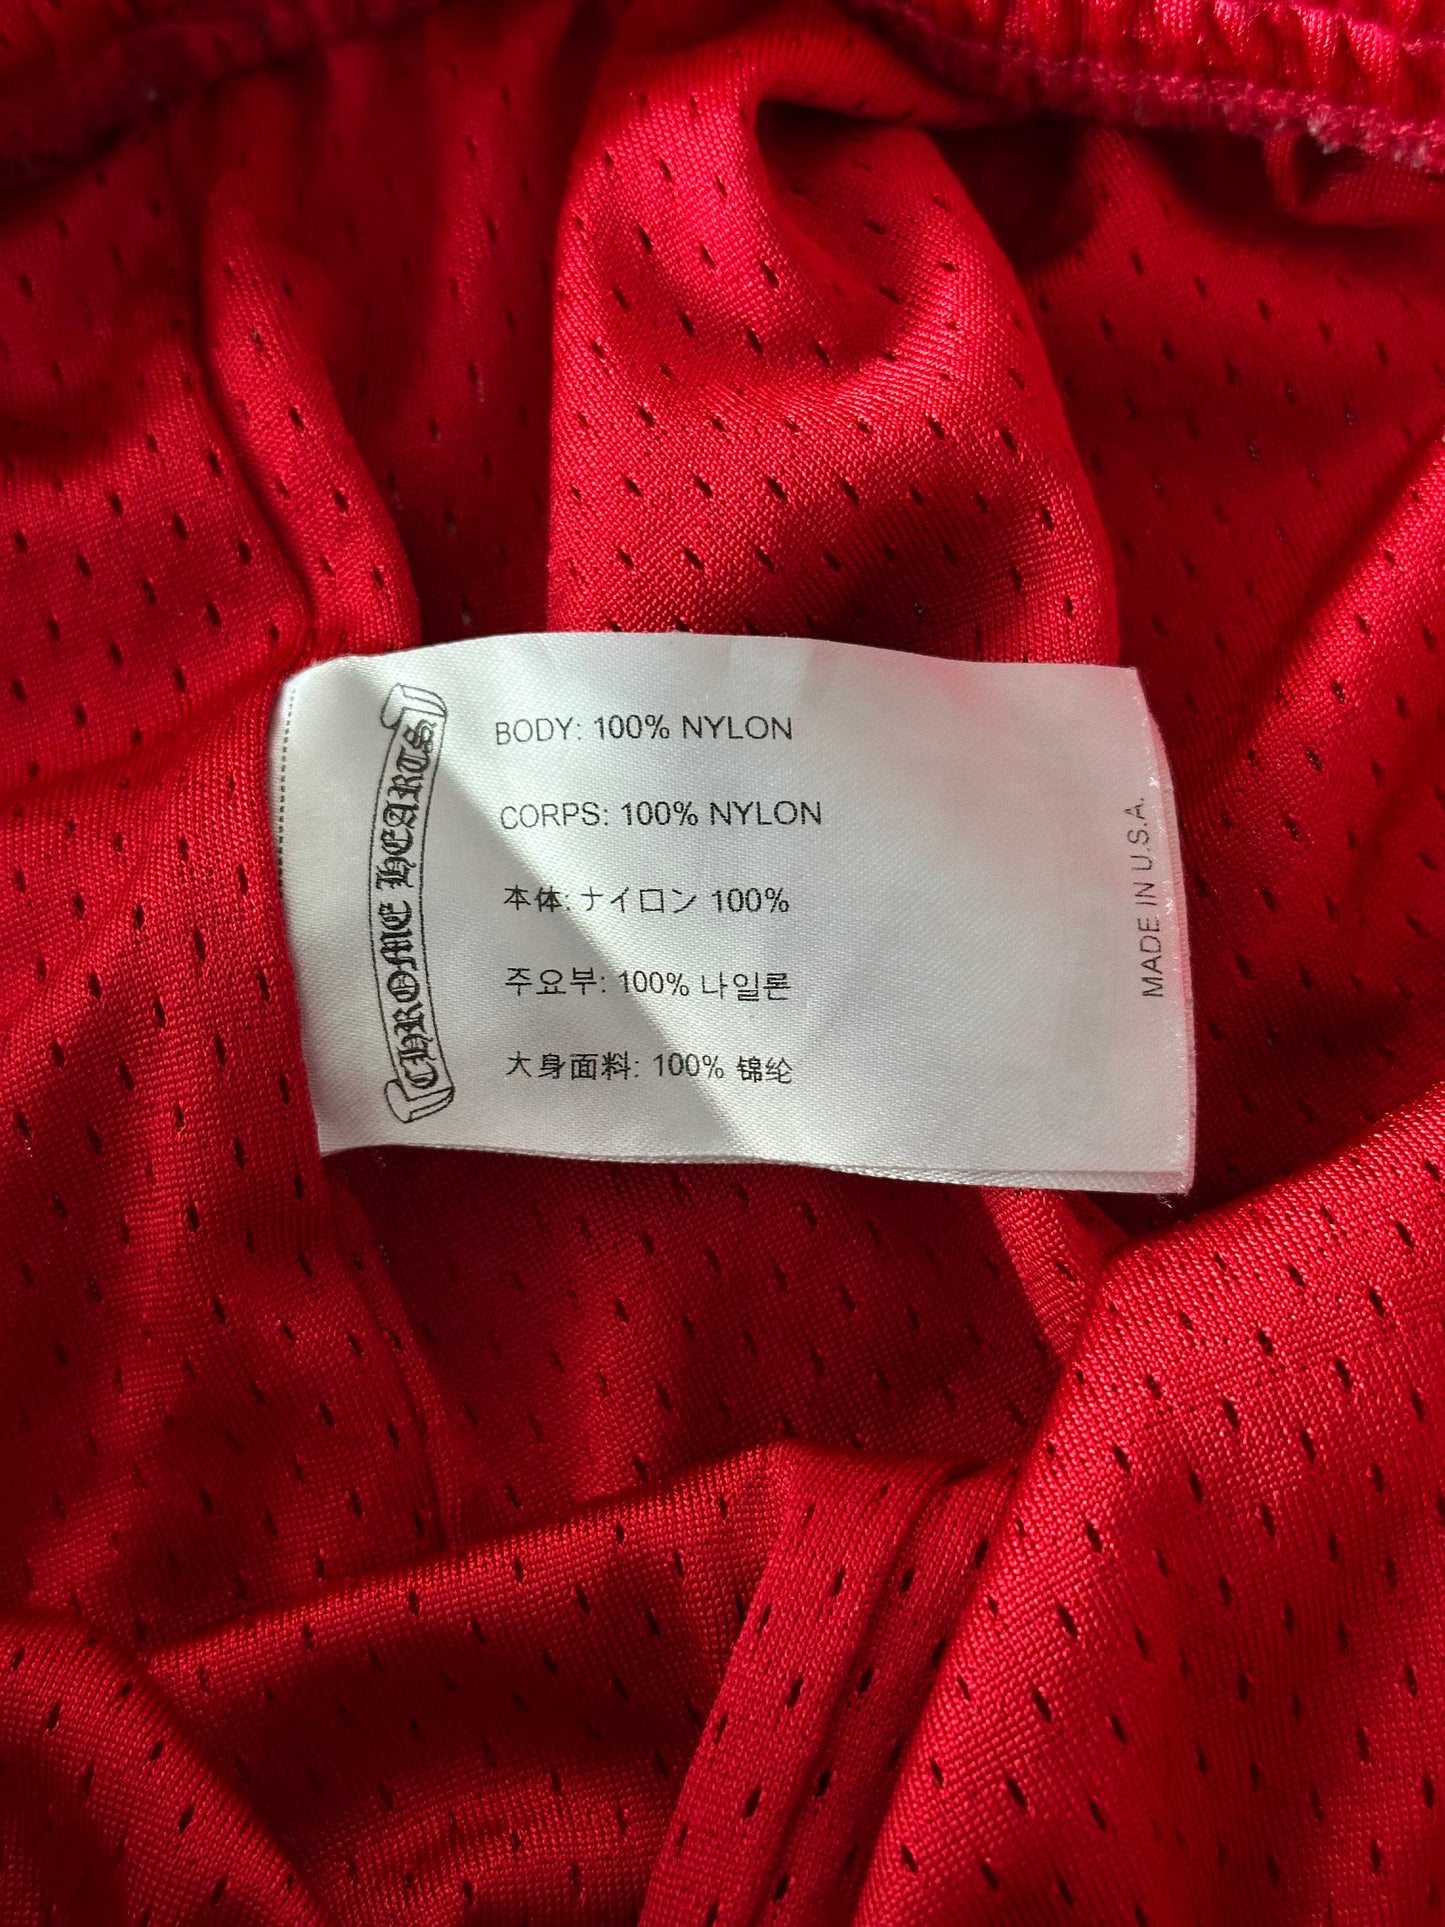 CHROME HEARTS
BODY: 100% NYLON
CORPS: 100% NYLON
本体: ナイロン 100%
주요부: 100% 나일론
大身面料: 100% 锦纶
MADE IN U.S.A.